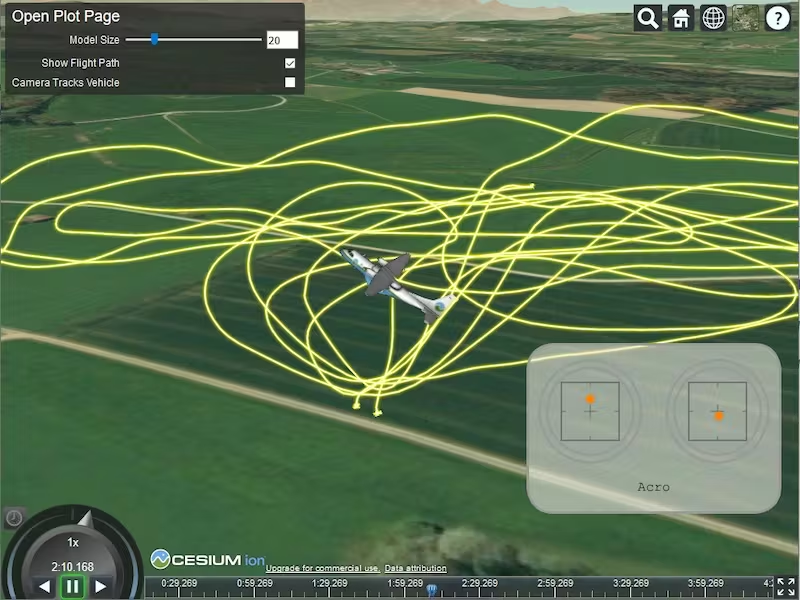 Open Plot Page
Model Size
20
Show Flight Path
Camera Tracks Vehicle
?
Acro
1x
2:10.168
CESIUM ion
Upgrade for commercial use. Data attribution
0:29.269 0:59.269 1:29.269 1:59.269 2:29.269 2:59.269 3:29.269 3:59.269 4:2